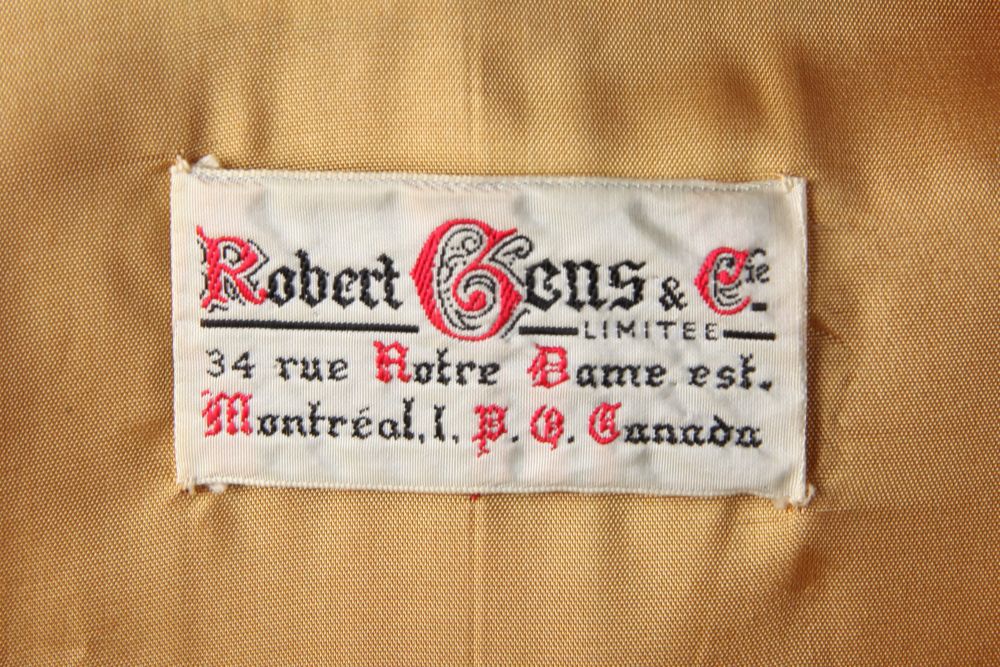 Robert Gens & Cie
LIMITEE
34 rue Notre Dame est.
Montréal, 1. P. Q. Canada